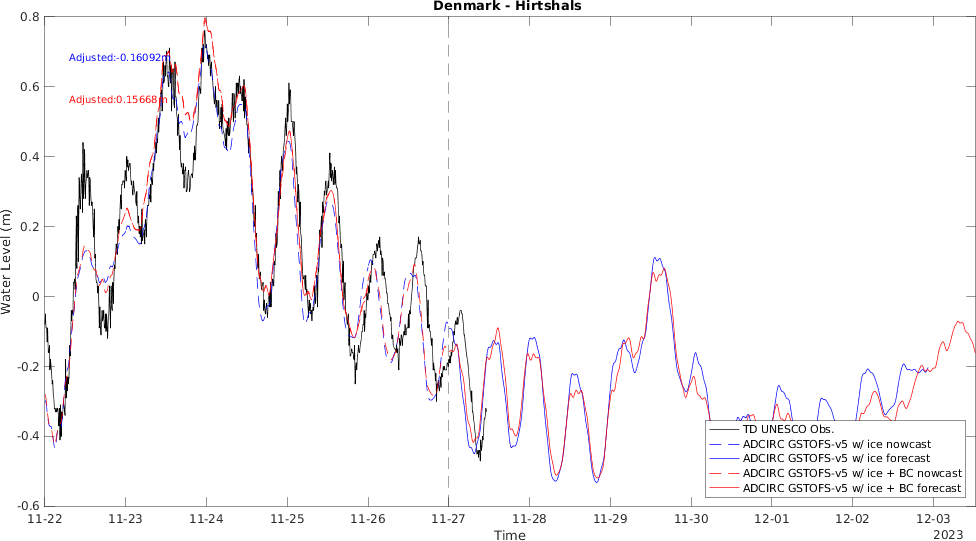 Denmark - Hirtshals
0.8
0.6
0.4
0.2
0
-0.2
-0.4
-0.6
Water Level (m)
Adjusted:-0.16092m
Adjusted:0.15668m
TD UNESCO Obs.
ADCIRC GSTOFS-v5 w/ ice nowcast
ADCIRC GSTOFS-v5 w/ ice forecast
ADCIRC GSTOFS-v5 w/ ice + BC nowcast
ADCIRC GSTOFS-v5 w/ ice + BC forecast
11-22 11-23 11-24 11-25 11-26 11-27 11-28 11-29 11-30 12-01 12-02 12-03
Time
2023